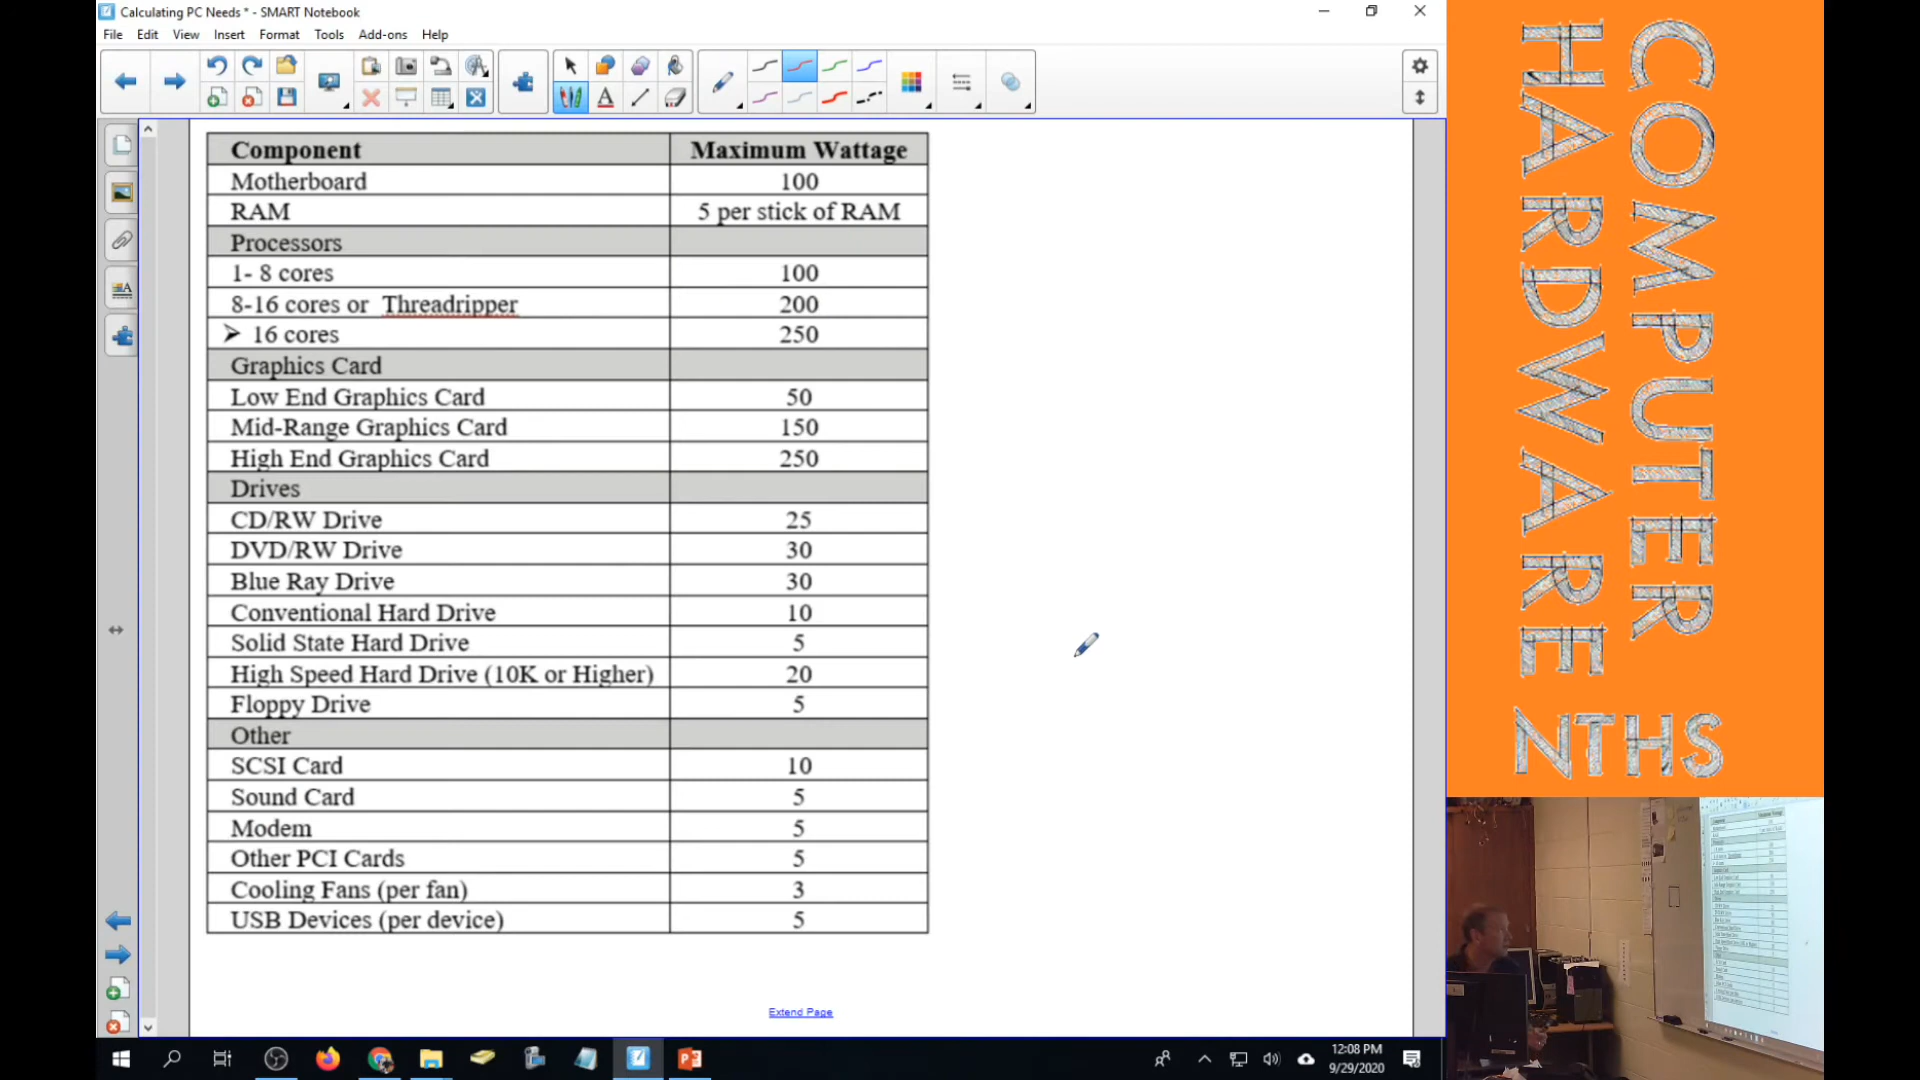 Calculating PC Needs * - SMART Notebook
File Edit View Insert Format Tools Add-ons Help
Component Maximum Wattage
Motherboard 100
RAM 5 per stick of RAM
Processors
1- 8 cores 100
8-16 cores or Threadripper 200
➢ 16 cores 250
Graphics Card
Low End Graphics Card 50
Mid-Range Graphics Card 150
High End Graphics Card 250
Drives
CD/RW Drive 25
DVD/RW Drive 30
Blue Ray Drive 30
Conventional Hard Drive 10
Solid State Hard Drive 5
High Speed Hard Drive (10K or Higher) 20
Floppy Drive 5
Other
SCSI Card 10
Sound Card 5
Modem 5
Other PCI Cards 5
Cooling Fans (per fan) 3
USB Devices (per device) 5
Extend Page
12:08 PM
9/29/2020
COMPUTER
HARDWARE
NTHS